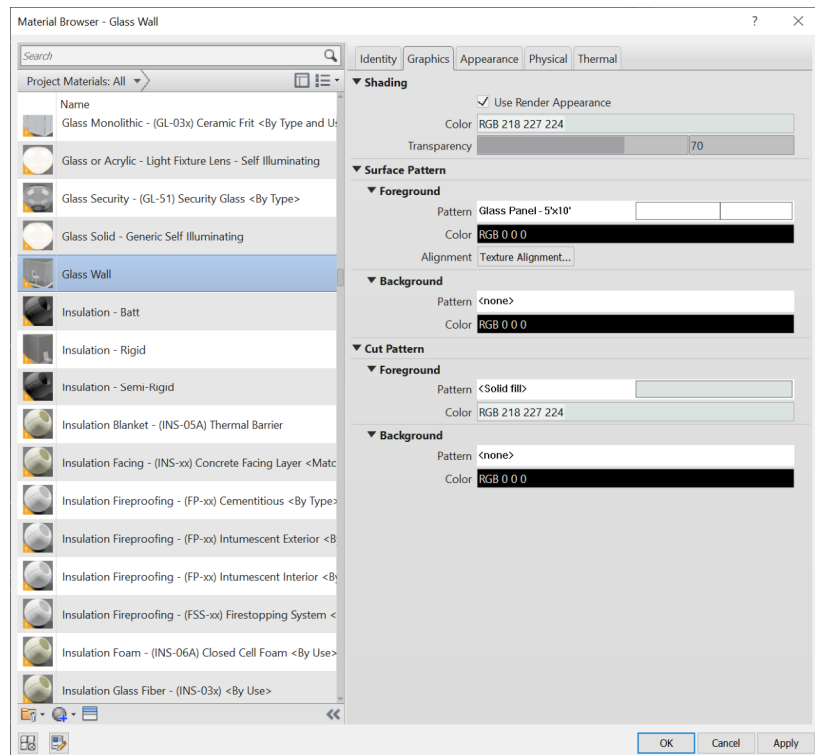 Material Browser - Glass Wall
? ×
Search
Project Materials: All
Name
Glass Monolithic - (GL-03x) Ceramic Frit <By Type and Us
Glass or Acrylic - Light Fixture Lens - Self Illuminating
Glass Security - (GL-51) Security Glass <By Type>
Glass Solid - Generic Self Illuminating
Glass Wall
Insulation - Batt
Insulation - Rigid
Insulation - Semi-Rigid
Insulation Blanket - (INS-05A) Thermal Barrier
Insulation Facing - (INS-xx) Concrete Facing Layer <Matc
Insulation Fireproofing - (FP-xx) Cementitious <By Type>
Insulation Fireproofing - (FP-xx) Intumescent Exterior <B
Insulation Fireproofing - (FP-xx) Intumescent Interior <By
Insulation Fireproofing - (FSS-xx) Firestopping System <
Insulation Foam - (INS-06A) Closed Cell Foam <By Use>
Insulation Glass Fiber - (INS-03x) <By Use>
Identity Graphics Appearance Physical Thermal
Shading
Use Render Appearance
Color RGB 218 227 224
Transparency 70
Surface Pattern
Foreground
Pattern Glass Panel - 5'x10'
Color RGB 0 0 0
Alignment Texture Alignment...
Background
Pattern <none>
Color RGB 0 0 0
Cut Pattern
Foreground
Pattern <Solid fill>
Color RGB 218 227 224
Background
Pattern <none>
Color RGB 0 0 0
OK Cancel Apply